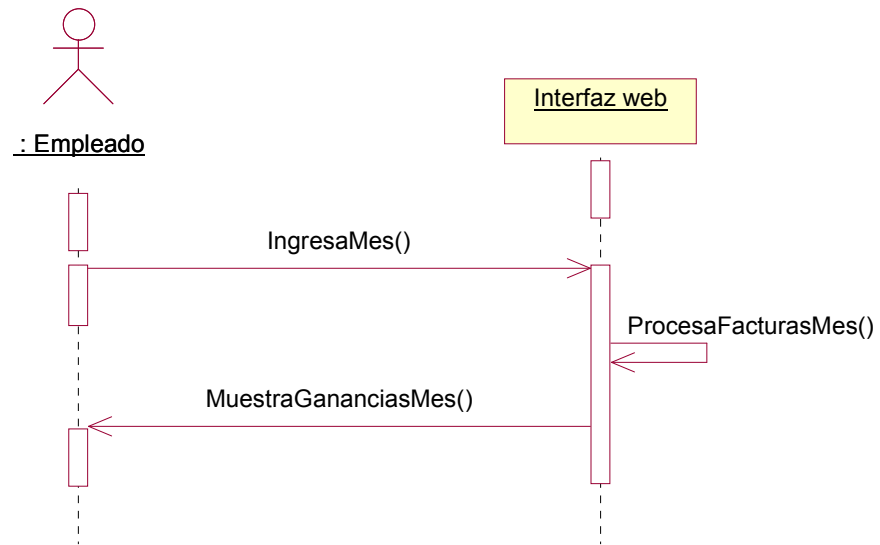 Interfaz web
: Empleado
IngresaMes()
ProcesaFacturasMes()
MuestraGananciasMes()